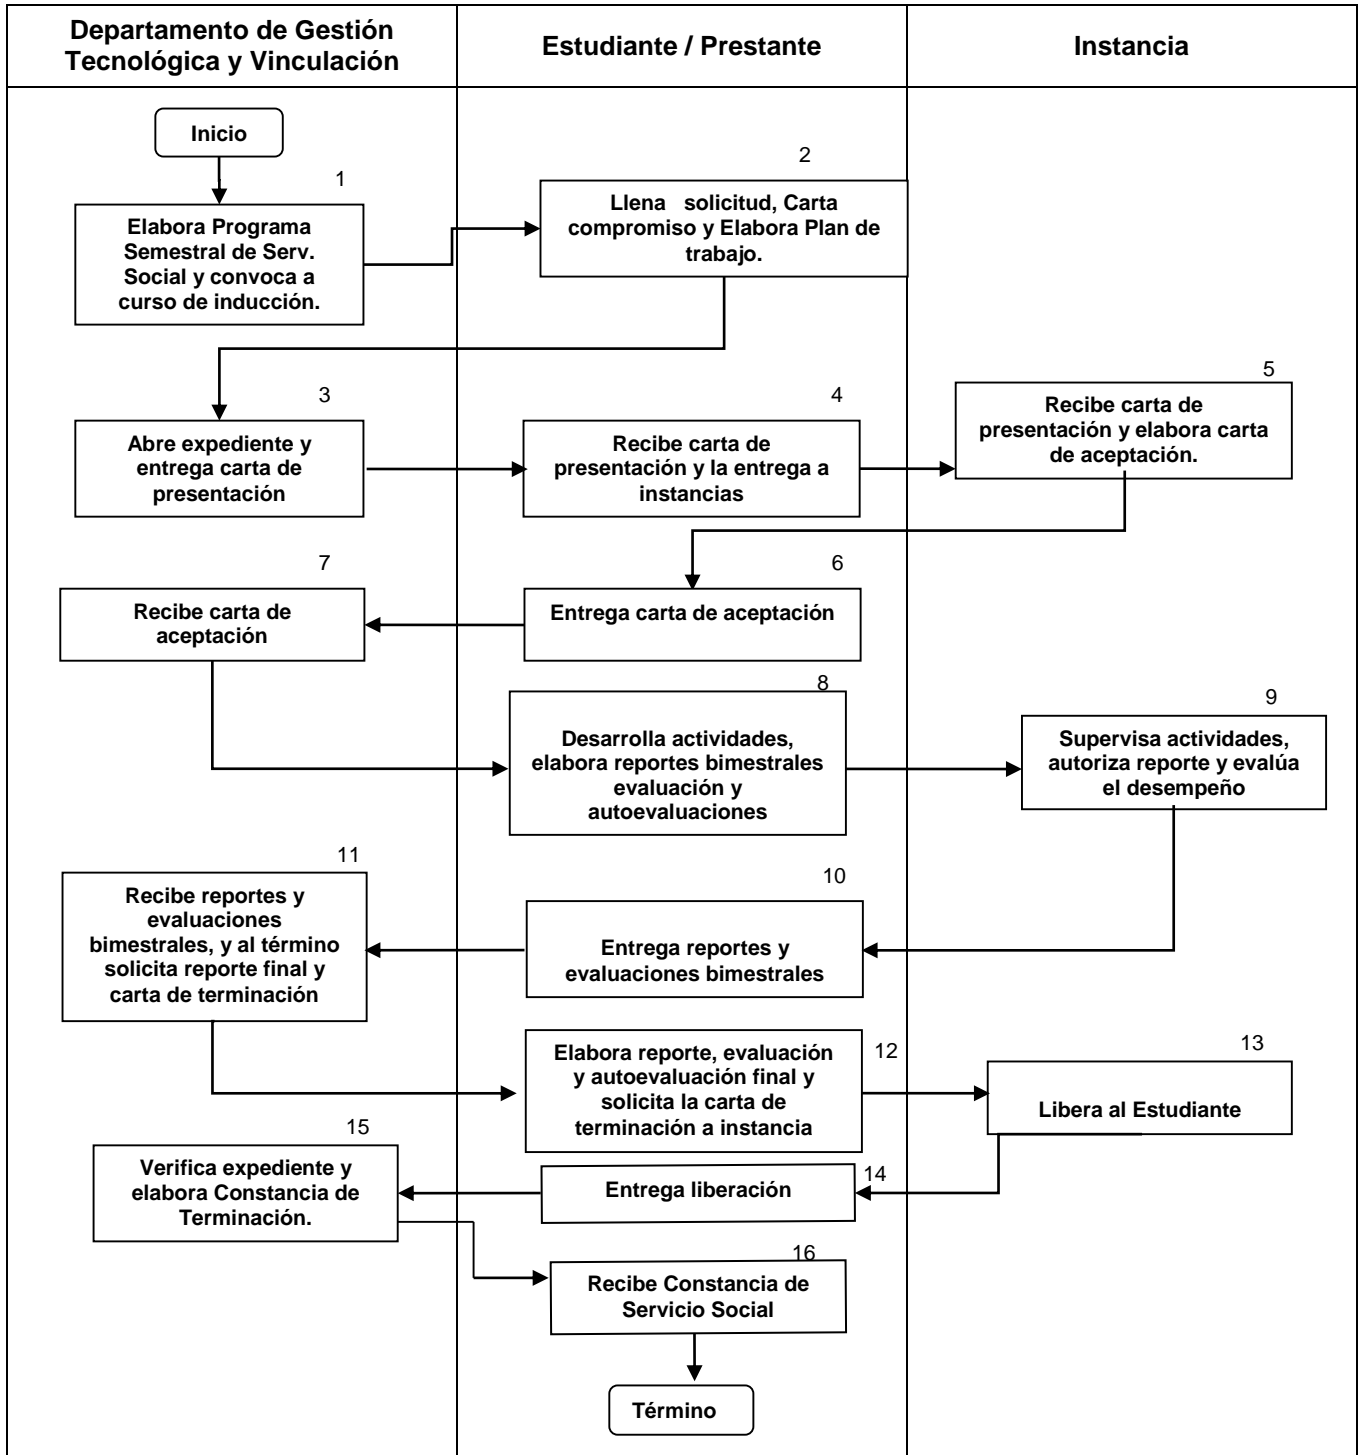 Departamento de Gestión
Tecnológica y Vinculación
Estudiante / Prestante
Instancia
Inicio
1
Elabora Programa
Semestral de Serv.
Social y convoca a
curso de inducción.
2
Llena solicitud, Carta
compromiso y Elabora Plan de
trabajo.
3
Abre expediente y
entrega carta de
presentación
4
Recibe carta de
presentación y la entrega a
instancias
5
Recibe carta de
presentación y elabora carta
de aceptación.
6
Entrega carta de aceptación
7
Recibe carta de
aceptación
8
Desarrolla actividades,
elabora reportes bimestrales
evaluación y
autoevaluaciones
9
Supervisa actividades,
autoriza reporte y evalúa
el desempeño
10
Entrega reportes y
evaluaciones bimestrales
11
Recibe reportes y
evaluaciones
bimestrales, y al término
solicita reporte final y
carta de terminación
12
Elabora reporte, evaluación
y autoevaluación final y
solicita la carta de
terminación a instancia
13
Libera al Estudiante
14
Entrega liberación
15
Verifica expediente y
elabora Constancia de
Terminación.
16
Recibe Constancia de
Servicio Social
Término